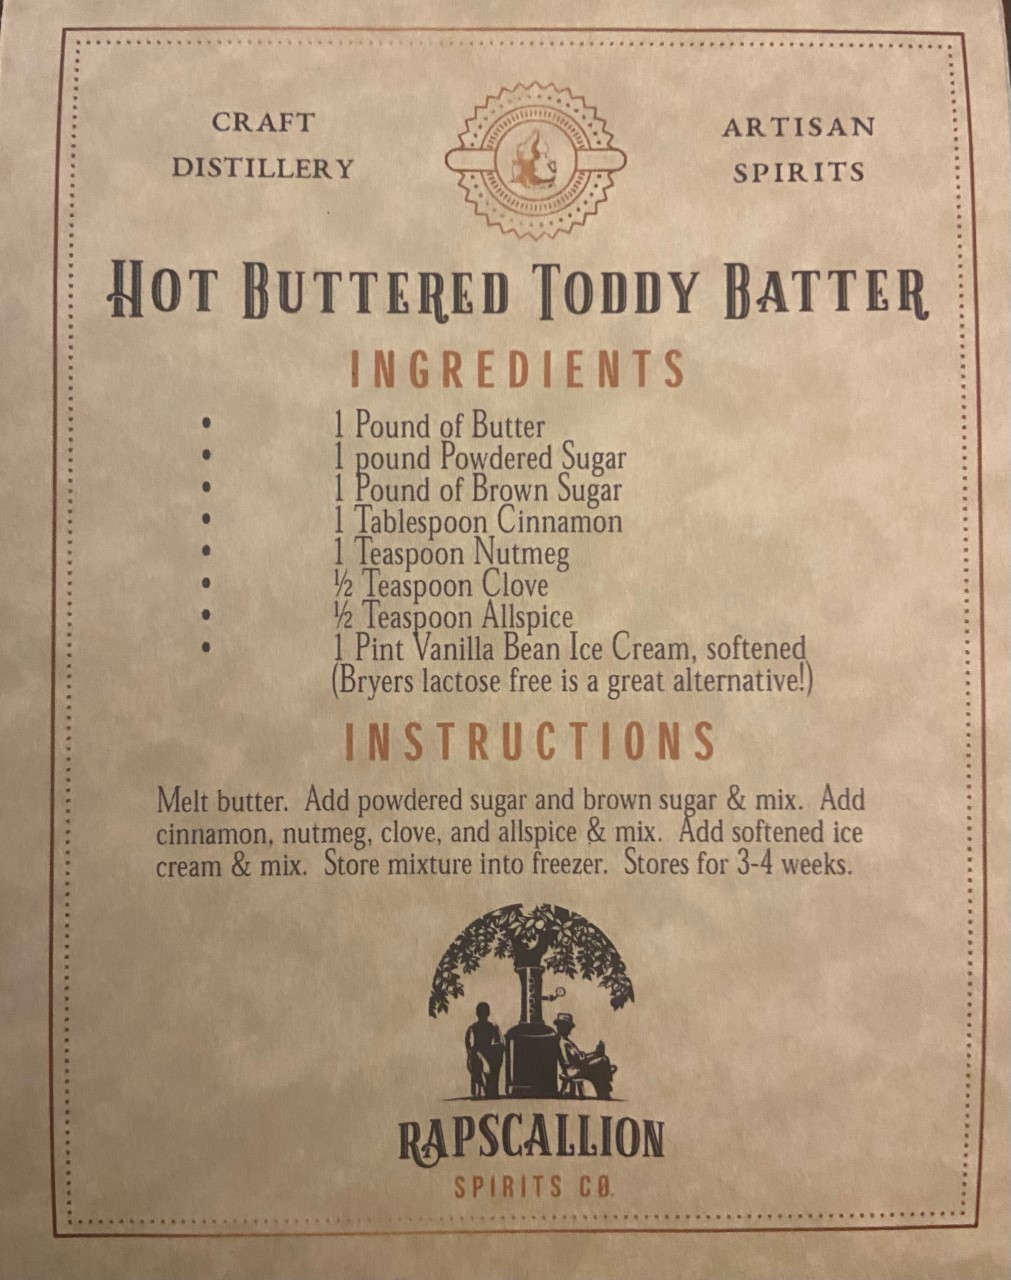 CRAFT
DISTILLERY
ARTISAN
SPIRITS
HOT BUTTERED TODDY BATTER
INGREDIENTS
• 1 Pound of Butter
• 1 pound Powdered Sugar
• 1 Pound of Brown Sugar
• 1 Tablespoon Cinnamon
• 1 Teaspoon Nutmeg
• ½ Teaspoon Clove
• ½ Teaspoon Allspice
• 1 Pint Vanilla Bean Ice Cream, softened
(Bryers lactose free is a great alternative!)
INSTRUCTIONS
Melt butter. Add powdered sugar and brown sugar & mix. Add
cinnamon, nutmeg, clove, and allspice & mix. Add softened ice
cream & mix. Store mixture into freezer. Stores for 3-4 weeks.
RAPSCALLION
SPIRITS CO.